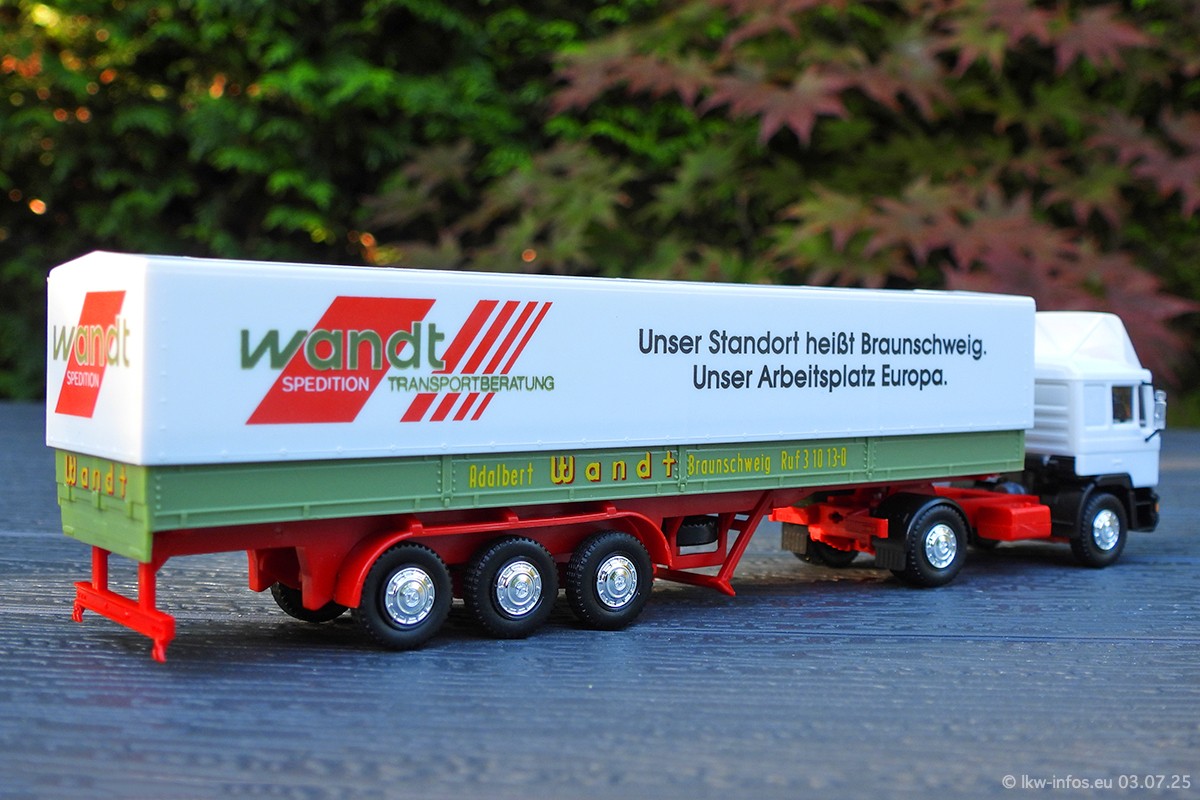 wandt
SPEDITION
wandt
SPEDITION
TRANSPORTBERATUNG
Unser Standort heißt Braunschweig.
Unser Arbeitsplatz Europa.
Wandt
Adalbert Wandt Braunschweig Ruf 3 10 13-0
© lkw-infos.eu 03.07.25